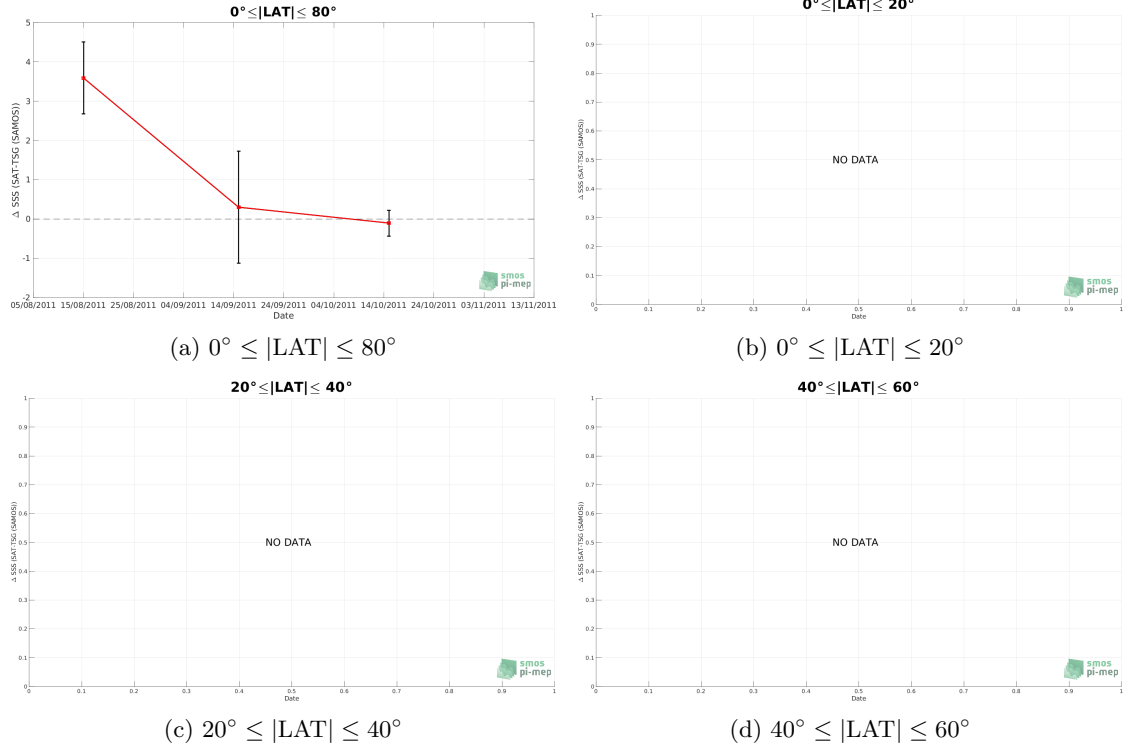 0°≤|LAT|≤ 80°
5
4
3
2
1
0
-1
-2
Δ SSS (SAT-TSG (SAMOS))
05/08/2011 15/08/2011 25/08/2011 04/09/2011 14/09/2011 24/09/2011 04/10/2011 14/10/2011 24/10/2011 03/11/2011 13/11/2011
Date
smos
pi-mep
(a) 0° ≤ |LAT| ≤ 80°
0°≤|LAT|≤ 20°
1
0.9
0.8
0.7
0.6
0.5
0.4
0.3
0.2
0.1
0
Δ SSS (SAT-TSG (SAMOS))
NO DATA
0 0.1 0.2 0.3 0.4 0.5 0.6 0.7 0.8 0.9 1
Date
smos
pi-mep
(b) 0° ≤ |LAT| ≤ 20°
20°≤|LAT|≤ 40°
1
0.9
0.8
0.7
0.6
0.5
0.4
0.3
0.2
0.1
0
Δ SSS (SAT-TSG (SAMOS))
NO DATA
0 0.1 0.2 0.3 0.4 0.5 0.6 0.7 0.8 0.9 1
Date
smos
pi-mep
(c) 20° ≤ |LAT| ≤ 40°
40°≤|LAT|≤ 60°
1
0.9
0.8
0.7
0.6
0.5
0.4
0.3
0.2
0.1
0
Δ SSS (SAT-TSG (SAMOS))
NO DATA
0 0.1 0.2 0.3 0.4 0.5 0.6 0.7 0.8 0.9 1
Date
smos
pi-mep
(d) 40° ≤ |LAT| ≤ 60°